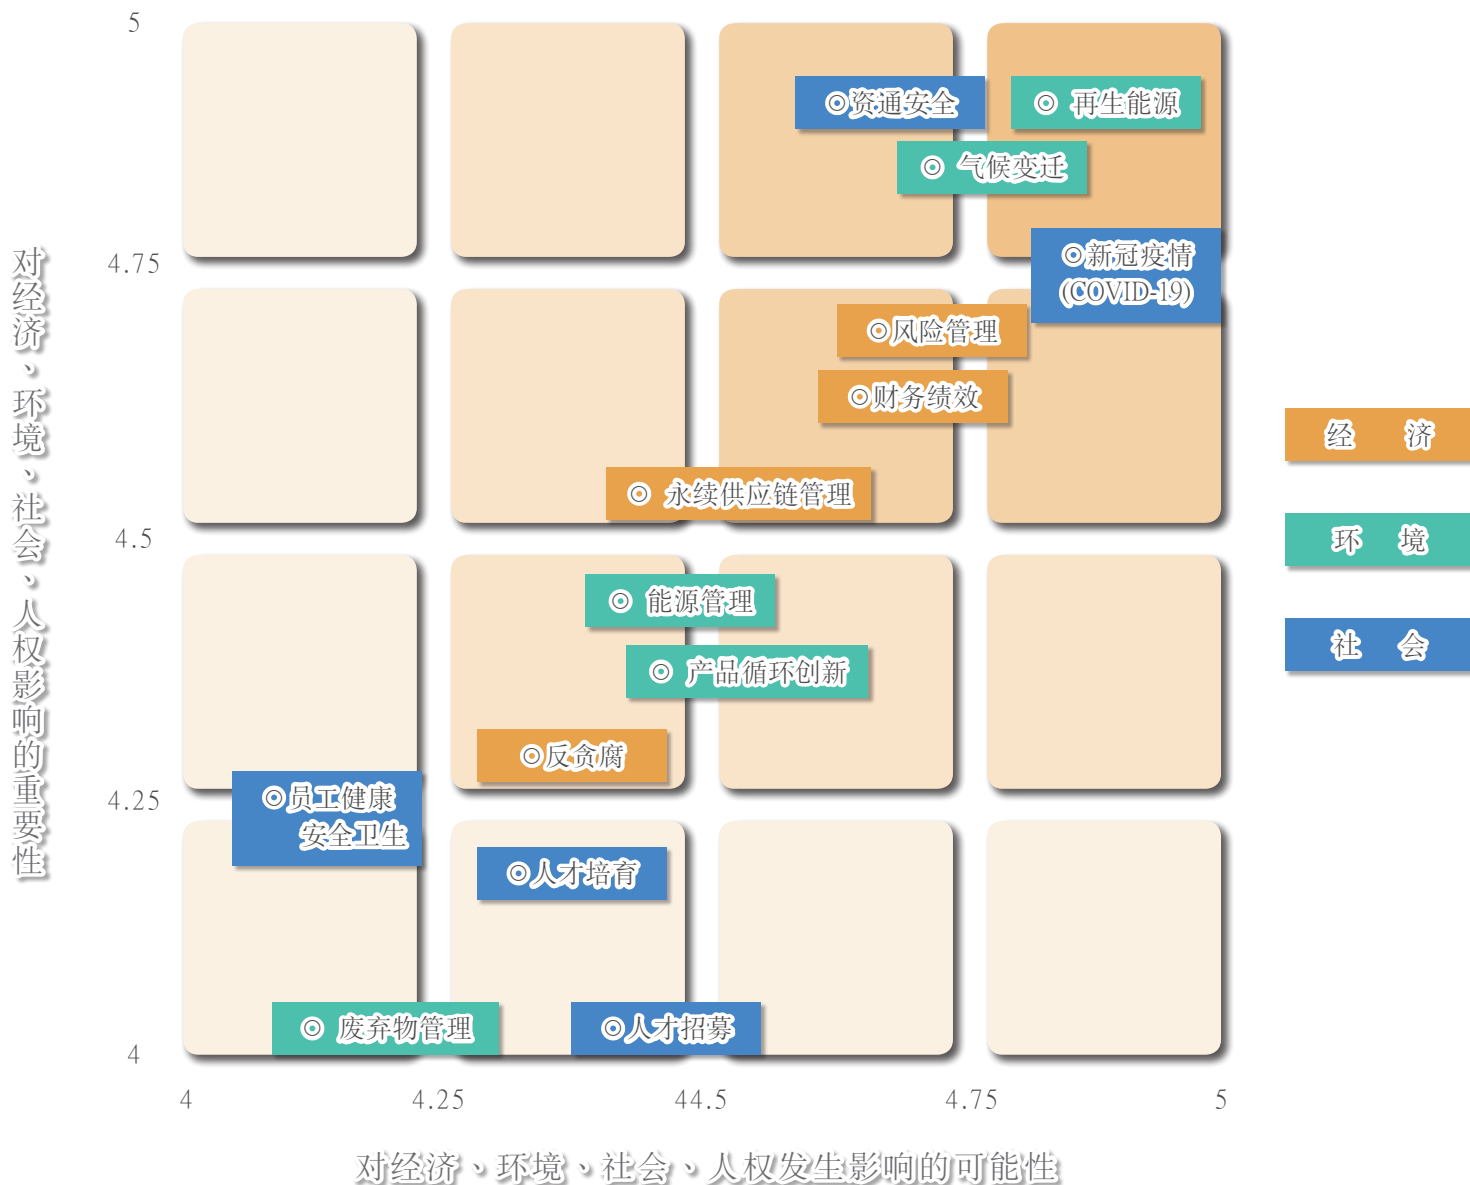 5
◎资通安全
◎ 再生能源
◎ 气候变迁
4.75
◎新冠疫情
(COVID-19)
◎风险管理
◎财务绩效
◎ 永续供应链管理
4.5
◎ 能源管理
◎ 产品循环创新
◎反贪腐
4.25
◎员工健康
安全卫生
◎人才培育
◎ 废弃物管理
◎人才招募
4
4
4.25
44.5
4.75
5
对经济、环境、社会、人权影响的重要性
对经济、环境、社会、人权发生影响的可能性
经 济
环 境
社 会